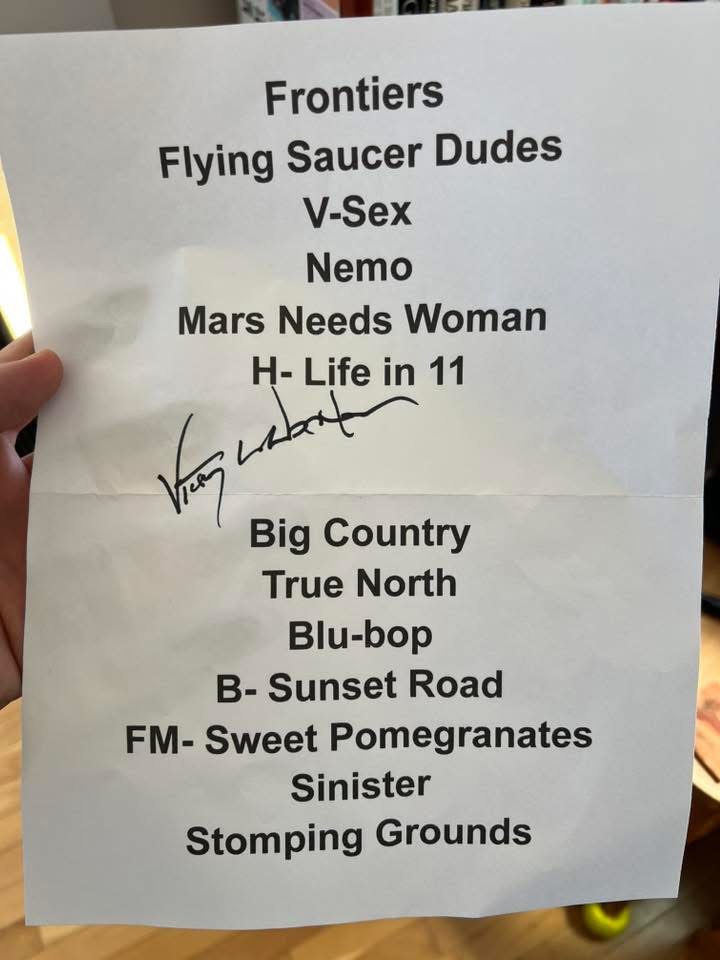 Frontiers
Flying Saucer Dudes
V-Sex
Nemo
Mars Needs Woman
H- Life in 11
Big Country
True North
Blu-bop
B- Sunset Road
FM- Sweet Pomegranates
Sinister
Stomping Grounds